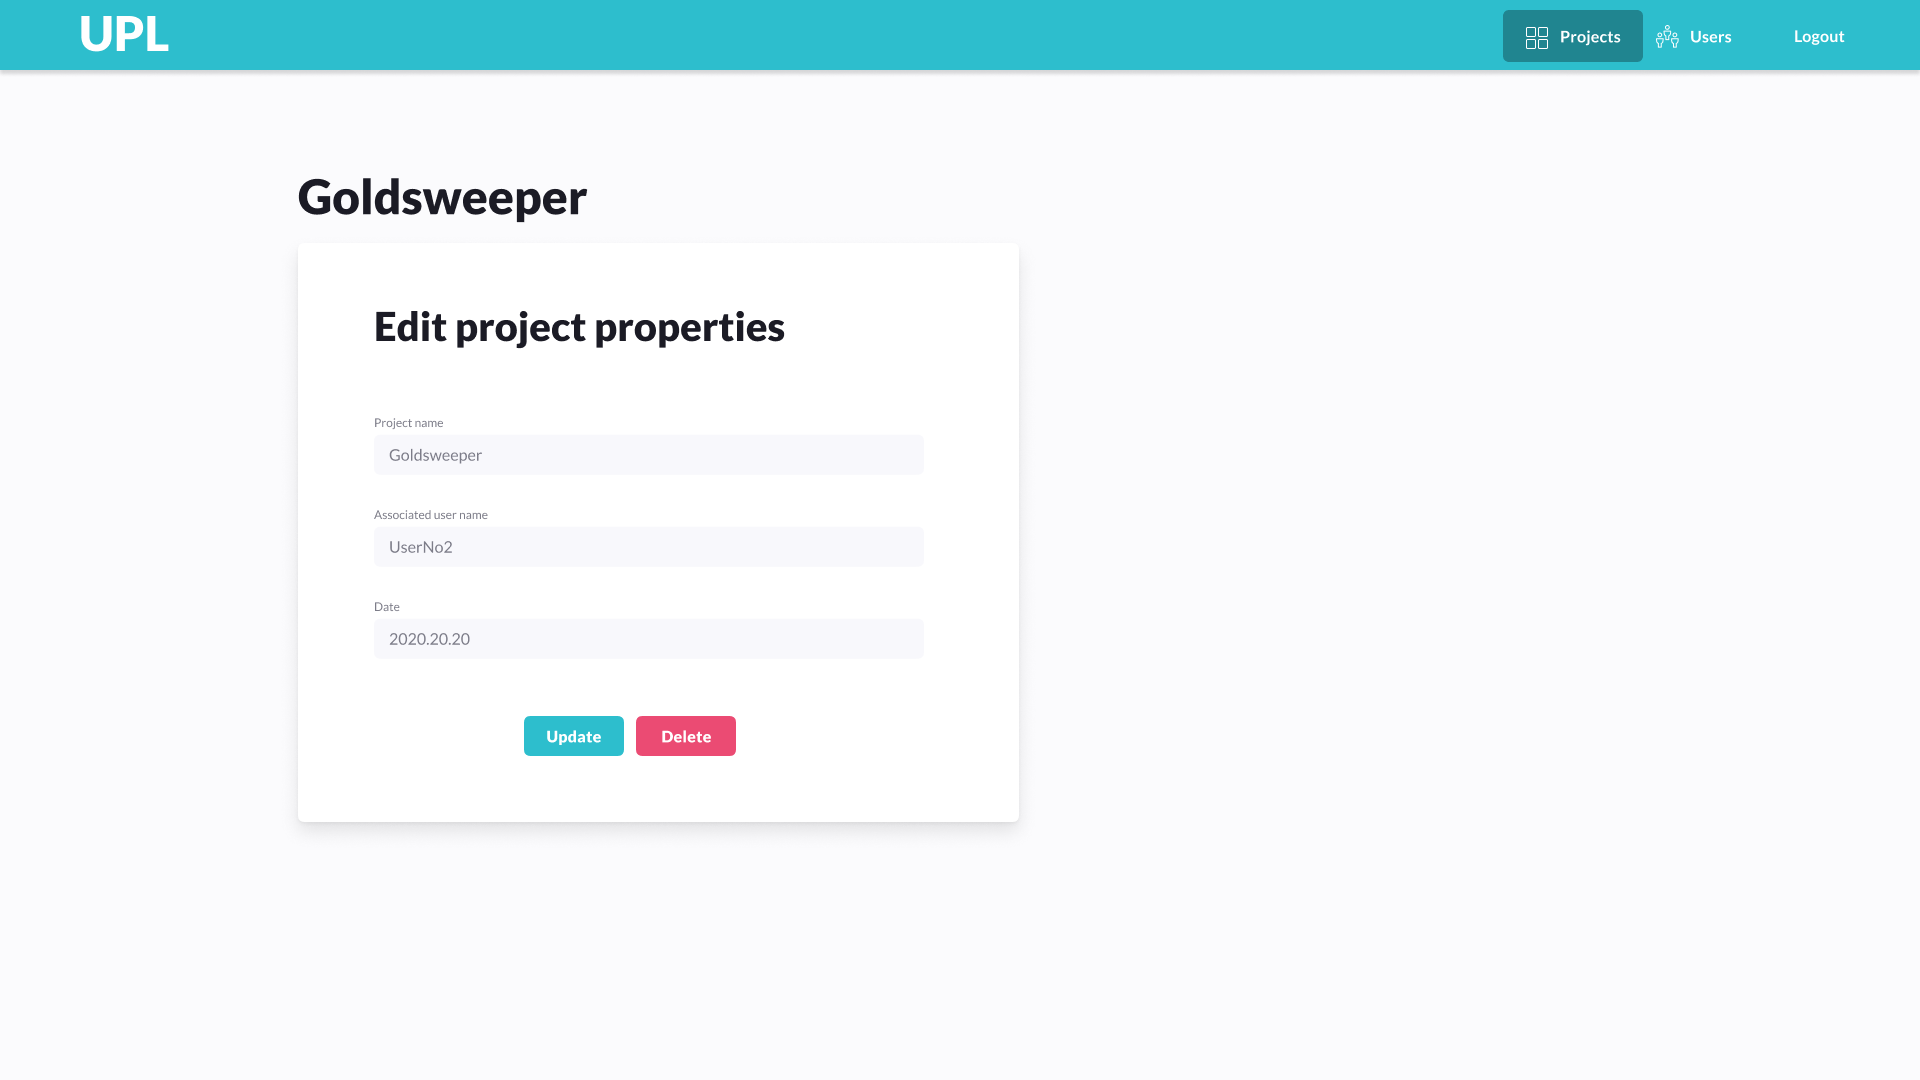 UPL
Projects
Users
Logout
Goldsweeper
Edit project properties
Project name
Goldsweeper
Associated user name
UserNo2
Date
2020.20.20
Update
Delete